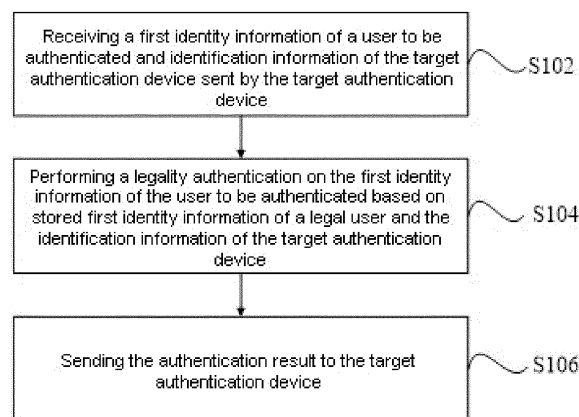 Receiving a first identity information of a user to be
authenticated and identification information of the target
authentication device sent by the target authentication
device
S102
Performing a legality authentication on the first identity
information of the user to be authenticated based on
stored first identity information of a legal user and the
identification information of the target authentication
device
S104
Sending the authentication result to the target
authentication device
S106